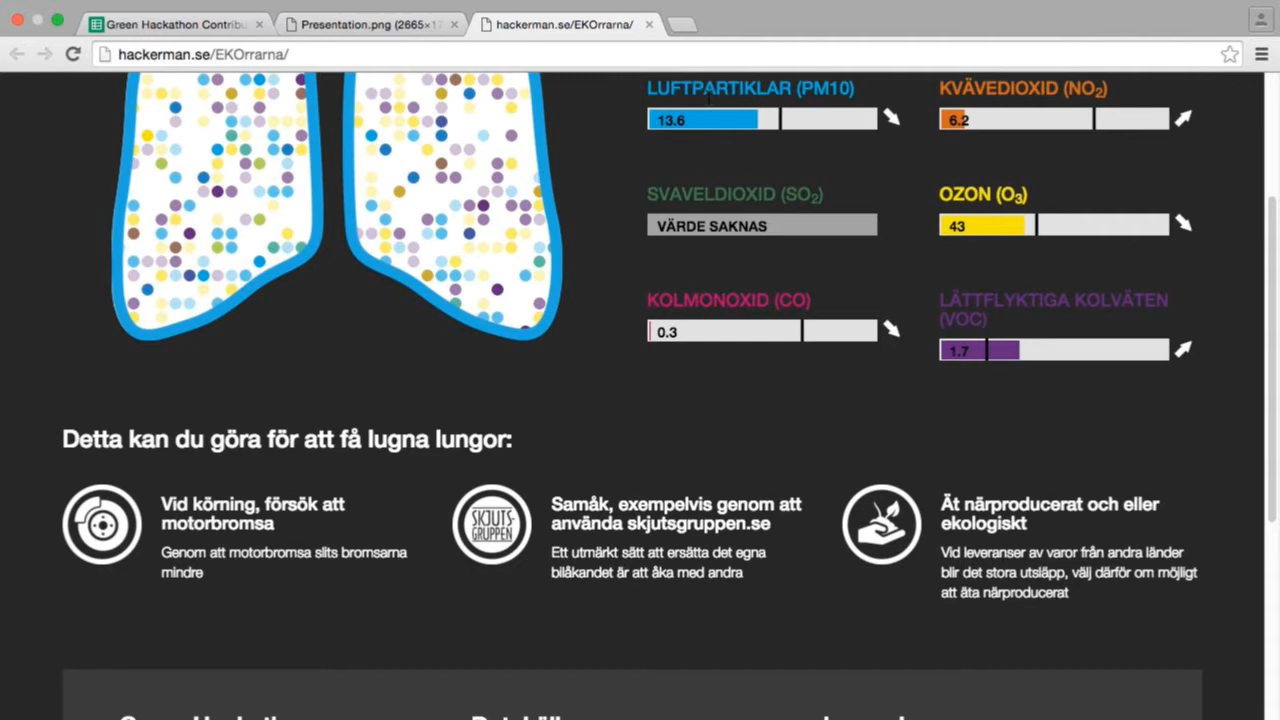 Green Hackathon Contribu
Presentation.png (2665×17
hackerman.se/EKOrrarna/
hackerman.se/EKOrrarna/
LUFTPARTIKLAR (PM10)
13.6
KVÄVEDIOXID (NO2)
6.2
SVAVELDIOXID (SO2)
VÄRDE SAKNAS
OZON (O3)
43
KOLMONOXID (CO)
0.3
LÄTTFLYKTIGA KOLVÄTEN
(VOC)
1.7
Detta kan du göra för att få lugna lungor:
Vid körning, försök att
motorbromsa
Genom att motorbromsa slits bromsarna
mindre
SKJUTS-
GRUPPEN
Samåk, exempelvis genom att
använda skjutsgruppen.se
Ett utmärkt sätt att ersätta det egna
bilåkandet är att åka med andra
Ät närproducerat och eller
ekologiskt
Vid leveranser av varor från andra länder
blir det stora utsläpp, välj därför om möjligt
att äta närproducerat